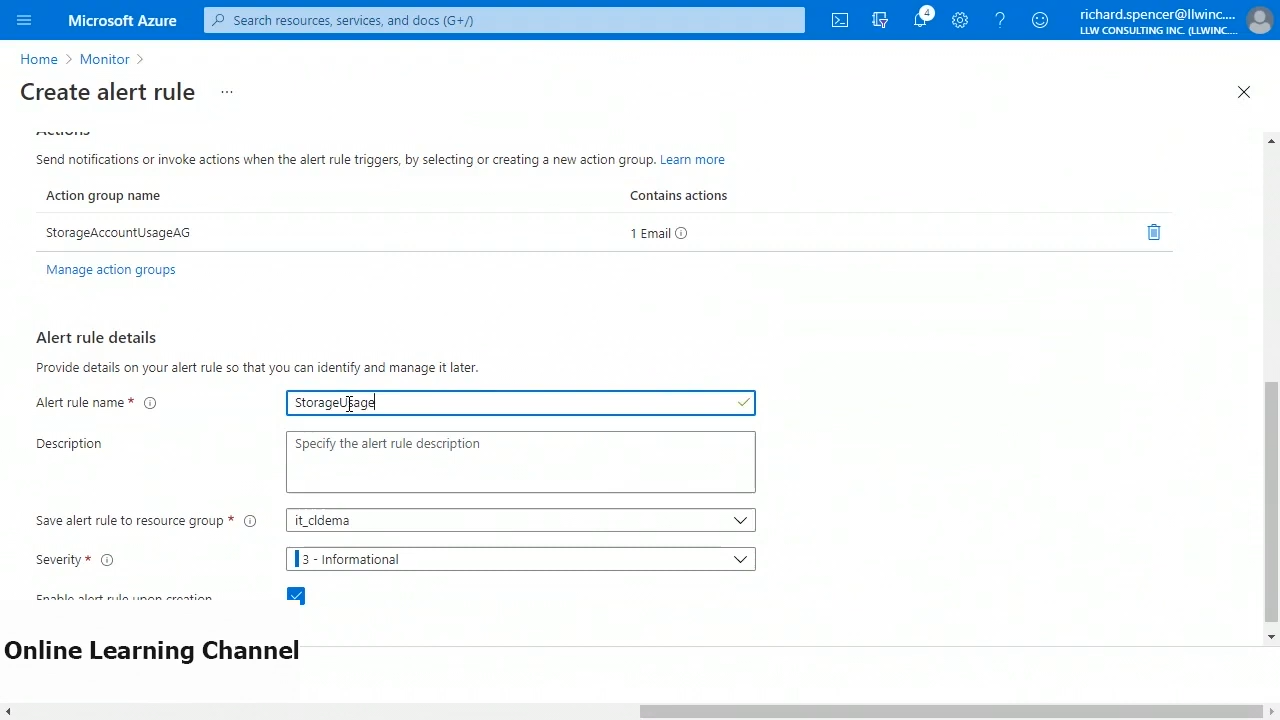 Microsoft Azure
Search resources, services, and docs (G+/)
4
richard.spencer@llwinc....
LLW CONSULTING INC. (LLWINC....
Home > Monitor >
Create alert rule ...
Actions
Send notifications or invoke actions when the alert rule triggers, by selecting or creating a new action group. Learn more
Action group name Contains actions
StorageAccountUsageAG 1 Email
Manage action groups
Alert rule details
Provide details on your alert rule so that you can identify and manage it later.
Alert rule name * StorageUsage
Description Specify the alert rule description
Save alert rule to resource group * it_cldema
Severity * 3 - Informational
Enable alert rule upon creation
Online Learning Channel